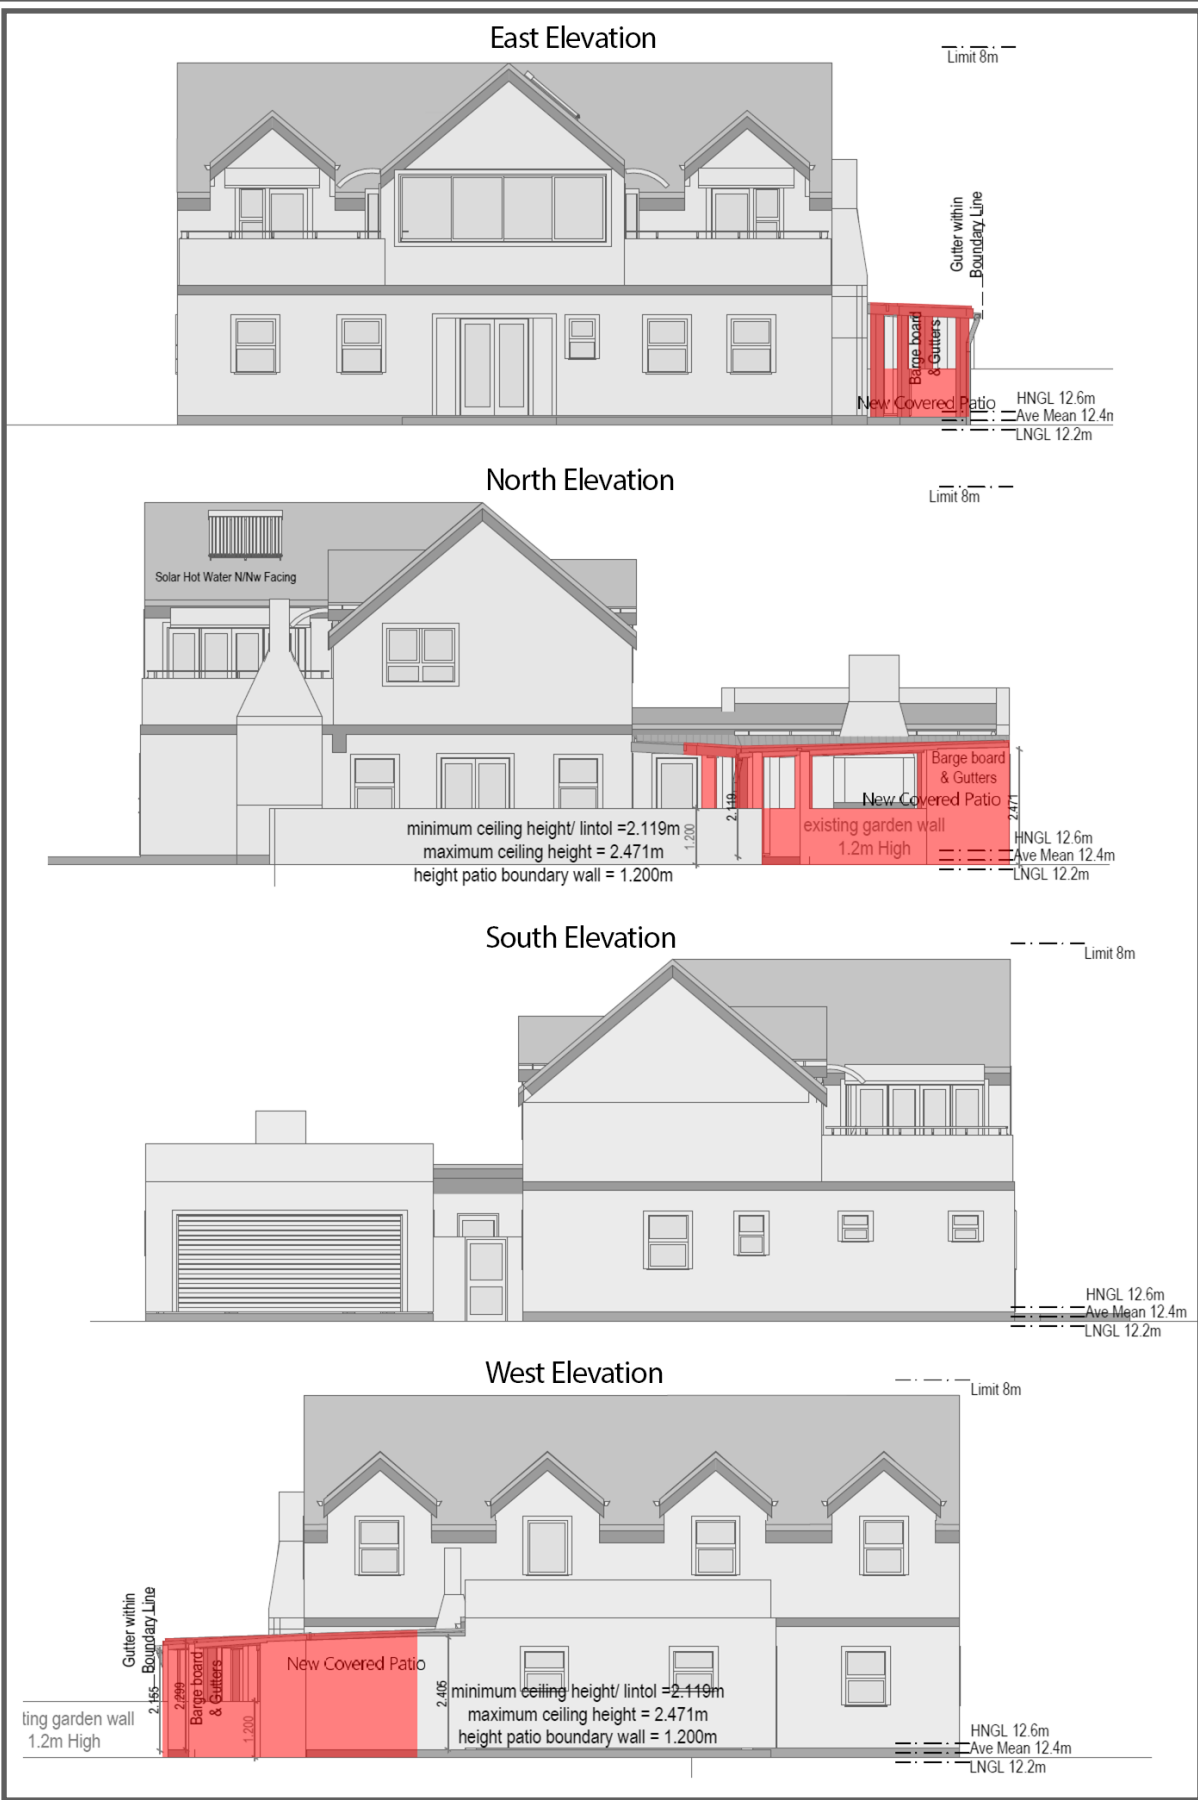 East Elevation
Limit 8m
Gutter within
Boundary Line
Barge board
& Gutters
New Covered Patio
HNGL 12.6m
Ave Mean 12.4m
LNGL 12.2m
North Elevation
Limit 8m
Solar Hot Water N/Nw Facing
Barge board
& Gutters
New Covered Patio
2.119
2.471
1.200
minimum ceiling height/ lintol =2.119m
maximum ceiling height = 2.471m
height patio boundary wall = 1.200m
existing garden wall
1.2m High
HNGL 12.6m
Ave Mean 12.4m
LNGL 12.2m
South Elevation
Limit 8m
HNGL 12.6m
Ave Mean 12.4m
LNGL 12.2m
West Elevation
Limit 8m
Gutter within
Boundary Line
2.155
2.299
Barge board
& Gutters
New Covered Patio
1.200
2.405
ting garden wall
1.2m High
minimum ceiling height/ lintol =2.119m
maximum ceiling height = 2.471m
height patio boundary wall = 1.200m
HNGL 12.6m
Ave Mean 12.4m
LNGL 12.2m